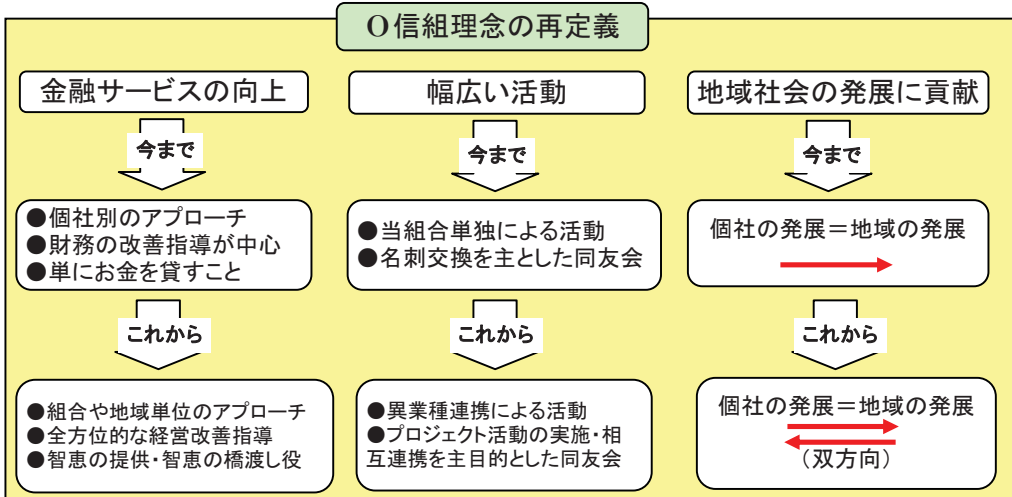 O信組理念の再定義
金融サービスの向上
今まで
●個社別のアプローチ
●財務の改善指導が中心
●単にお金を貸すこと
これから
●組合や地域単位のアプローチ
●全方位的な経営改善指導
●智恵の提供・智恵の橋渡し役
幅広い活動
今まで
●当組合単独による活動
●名刺交換を主とした同友会
これから
●異業種連携による活動
●プロジェクト活動の実施・相
互連携を主目的とした同友会
地域社会の発展に貢献
今まで
個社の発展＝地域の発展
これから
個社の発展＝地域の発展
（双方向）